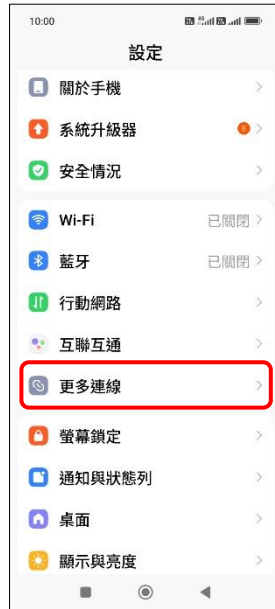 10:00
設定
關於手機
系統升級器
安全情況
Wi-Fi 已關閉
藍牙 已關閉
行動網路
互聯互通
更多連線
螢幕鎖定
通知與狀態列
桌面
顯示與亮度